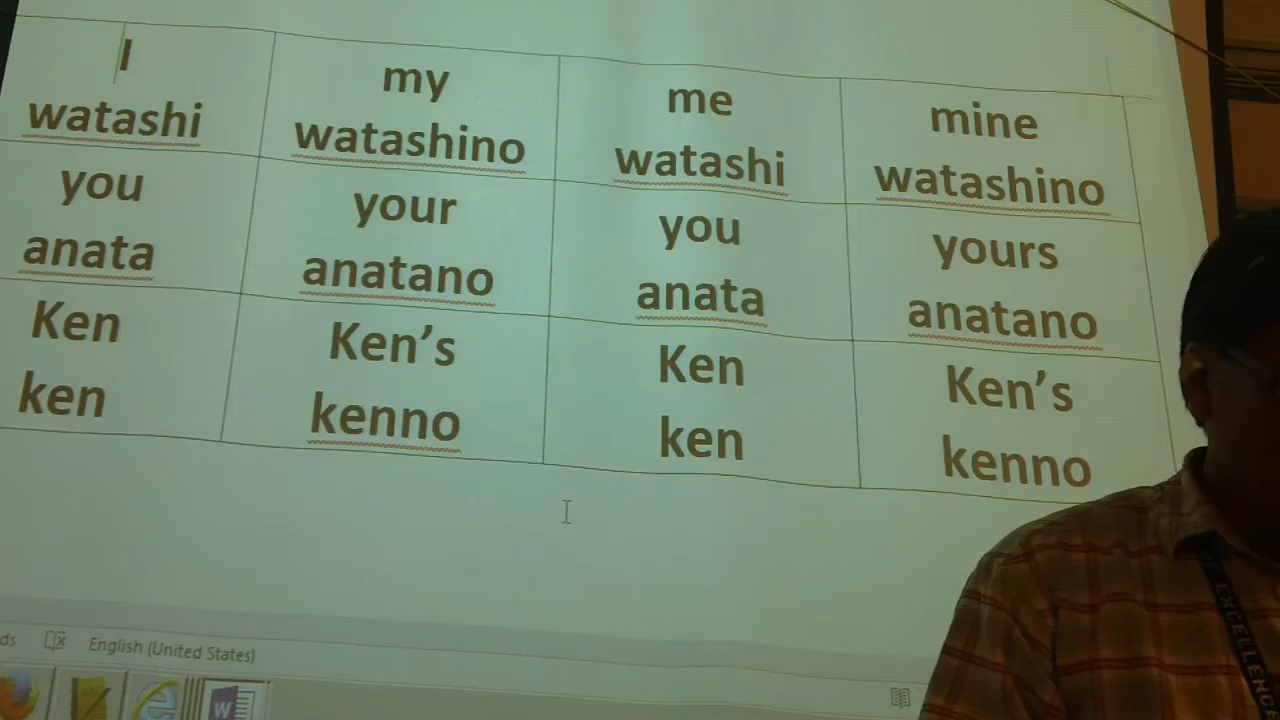 I my me mine
watashi watashino watashi watashino
you your you yours
anata anatano anata anatano
Ken Ken's Ken Ken's
ken kenno ken kenno
English (United States)
EXCELLENC